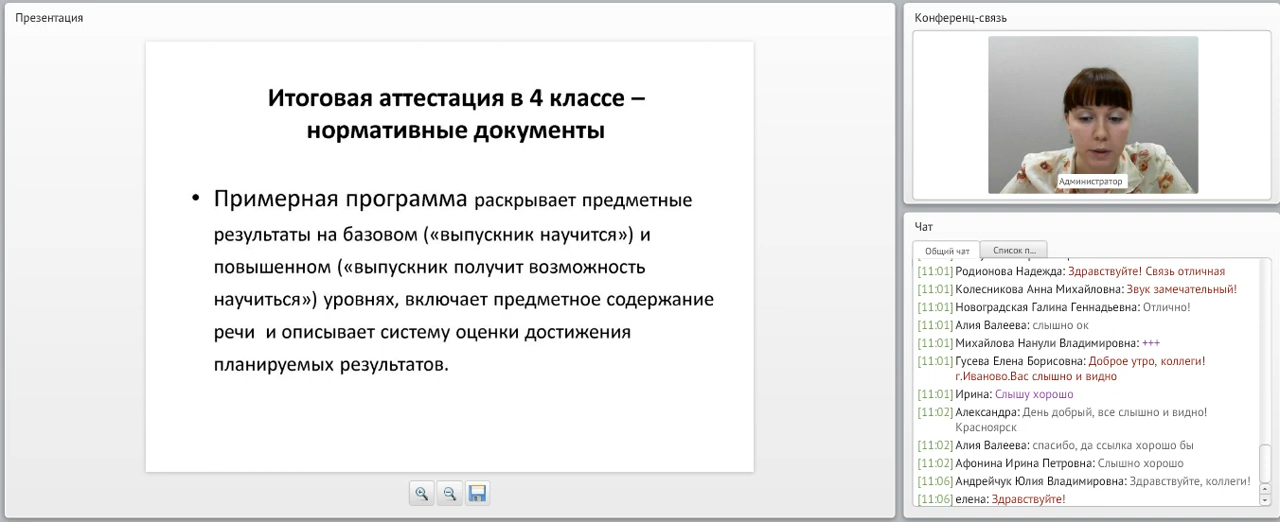 Презентация
Итоговая аттестация в 4 классе –
нормативные документы
• Примерная программа раскрывает предметные
результаты на базовом («выпускник научится») и
повышенном («выпускник получит возможность
научиться») уровнях, включает предметное содержание
речи и описывает систему оценки достижения
планируемых результатов.
Конференц-связь
Администратор
Чат
Общий чат
Список п...
[11:01] Родионова Надежда: Здравствуйте! Связь отличная
[11:01] Колесникова Анна Михайловна: Звук замечательный!
[11:01] Новоградская Галина Геннадьевна: Отлично!
[11:01] Алия Валеева: слышно ок
[11:01] Михайлова Нанули Владимировна: +++
[11:01] Гусева Елена Борисовна: Доброе утро, коллеги!
г.Иваново.Вас слышно и видно
[11:01] Ирина: Слышу хорошо
[11:02] Александра: День добрый, все слышно и видно!
Красноярск
[11:02] Алия Валеева: спасибо, да ссылка хорошо бы
[11:02] Афонина Ирина Петровна: Слышно хорошо
[11:06] Андрейчук Юлия Владимировна: Здравствуйте, коллеги!
[11:06] елена: Здравствуйте!